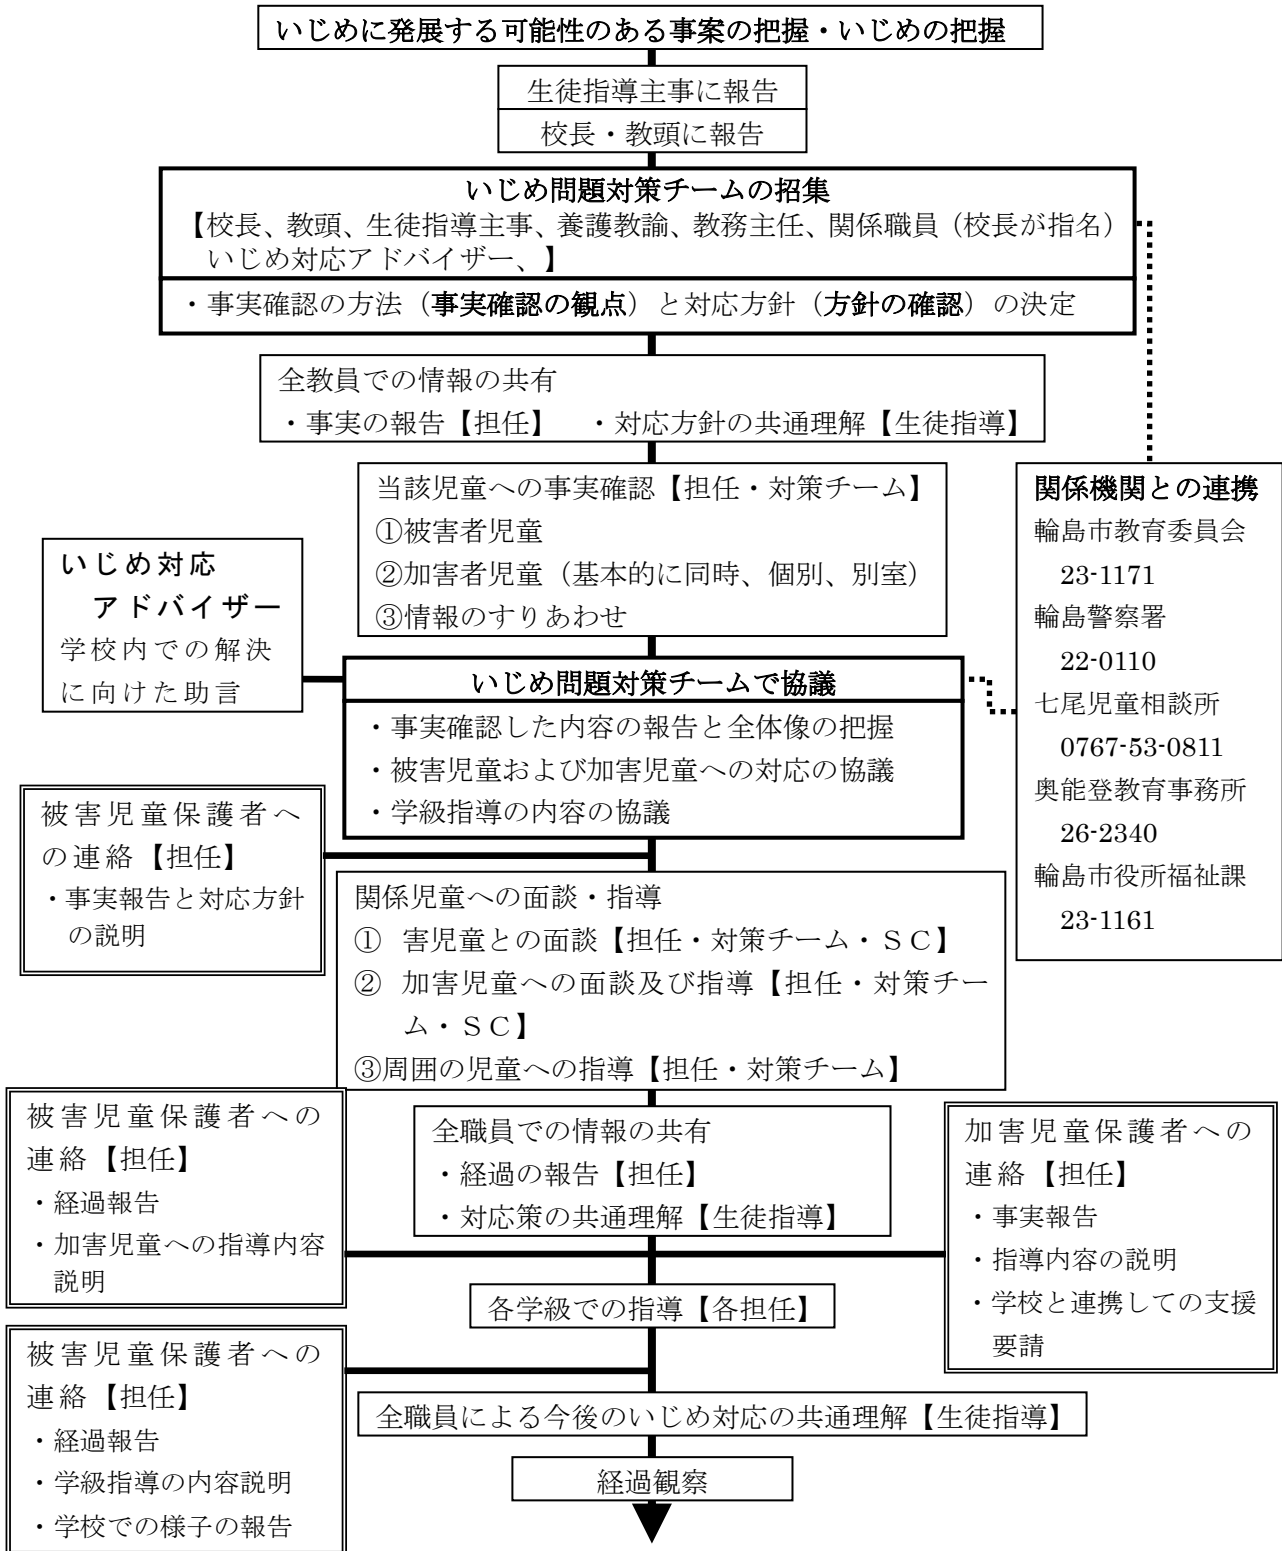 いじめに発展する可能性のある事案の把握・いじめの把握
生徒指導主事に報告
校長・教頭に報告
いじめ問題対策チームの招集
【校長、教頭、生徒指導主事、養護教諭、教務主任、関係職員（校長が指名）
いじめ対応アドバイザー、】
・事実確認の方法（事実確認の観点）と対応方針（方針の確認）の決定
全教員での情報の共有
・事実の報告【担任】　・対応方針の共通理解【生徒指導】
当該児童への事実確認【担任・対策チーム】
①被害者児童
②加害者児童（基本的に同時、個別、別室）
③情報のすりあわせ
関係機関との連携
輪島市教育委員会
23-1171
輪島警察署
22-0110
七尾児童相談所
0767-53-0811
奥能登教育事務所
26-2340
輪島市役所福祉課
23-1161
いじめ対応
アドバイザー
学校内での解決
に向けた助言
いじめ問題対策チームで協議
・事実確認した内容の報告と全体像の把握
・被害児童および加害児童への対応の協議
・学級指導の内容の協議
被害児童保護者へ
の連絡【担任】
・事実報告と対応方針
の説明
関係児童への面談・指導
① 害児童との面談【担任・対策チーム・ＳＣ】
② 加害児童への面談及び指導【担任・対策チー
ム・ＳＣ】
③周囲の児童への指導【担任・対策チーム】
被害児童保護者への
連絡【担任】
・経過報告
・加害児童への指導内容
説明
全職員での情報の共有
・経過の報告【担任】
・対応策の共通理解【生徒指導】
加害児童保護者への
連絡【担任】
・事実報告
・指導内容の説明
・学校と連携しての支援
要請
各学級での指導【各担任】
被害児童保護者への
連絡【担任】
・経過報告
・学級指導の内容説明
・学校での様子の報告
全職員による今後のいじめ対応の共通理解【生徒指導】
経過観察